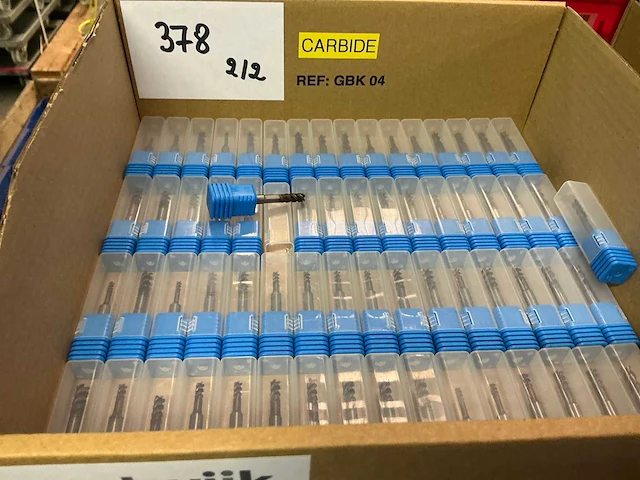 378
2/2
CARBIDE
REF: GBK 04